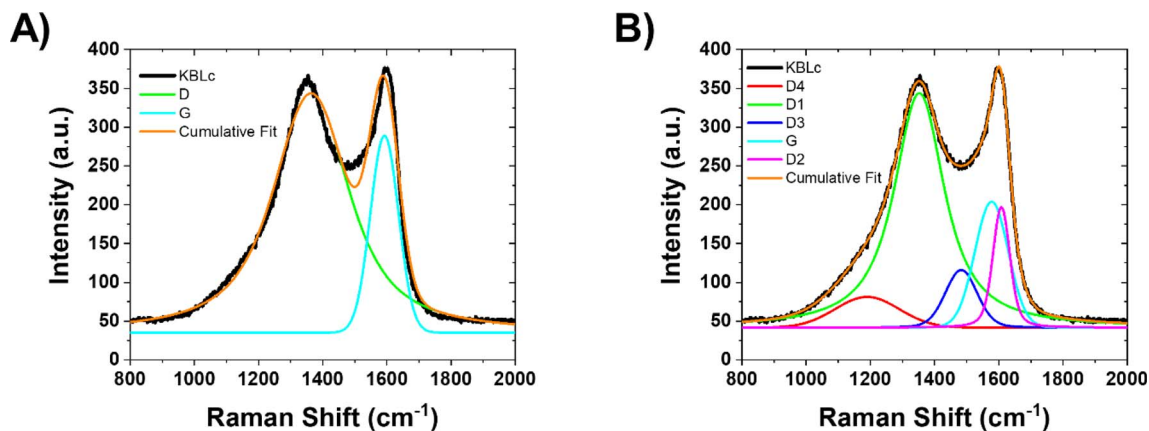 A)
400
350
300
250
200
150
100
50
0
Intensity (a.u.)
KBLc
D
G
Cumulative Fit
800 1000 1200 1400 1600 1800 2000
Raman Shift (cm⁻¹)
B)
400
350
300
250
200
150
100
50
0
Intensity (a.u.)
KBLc
D4
D1
D3
G
D2
Cumulative Fit
800 1000 1200 1400 1600 1800 2000
Raman Shift (cm⁻¹)